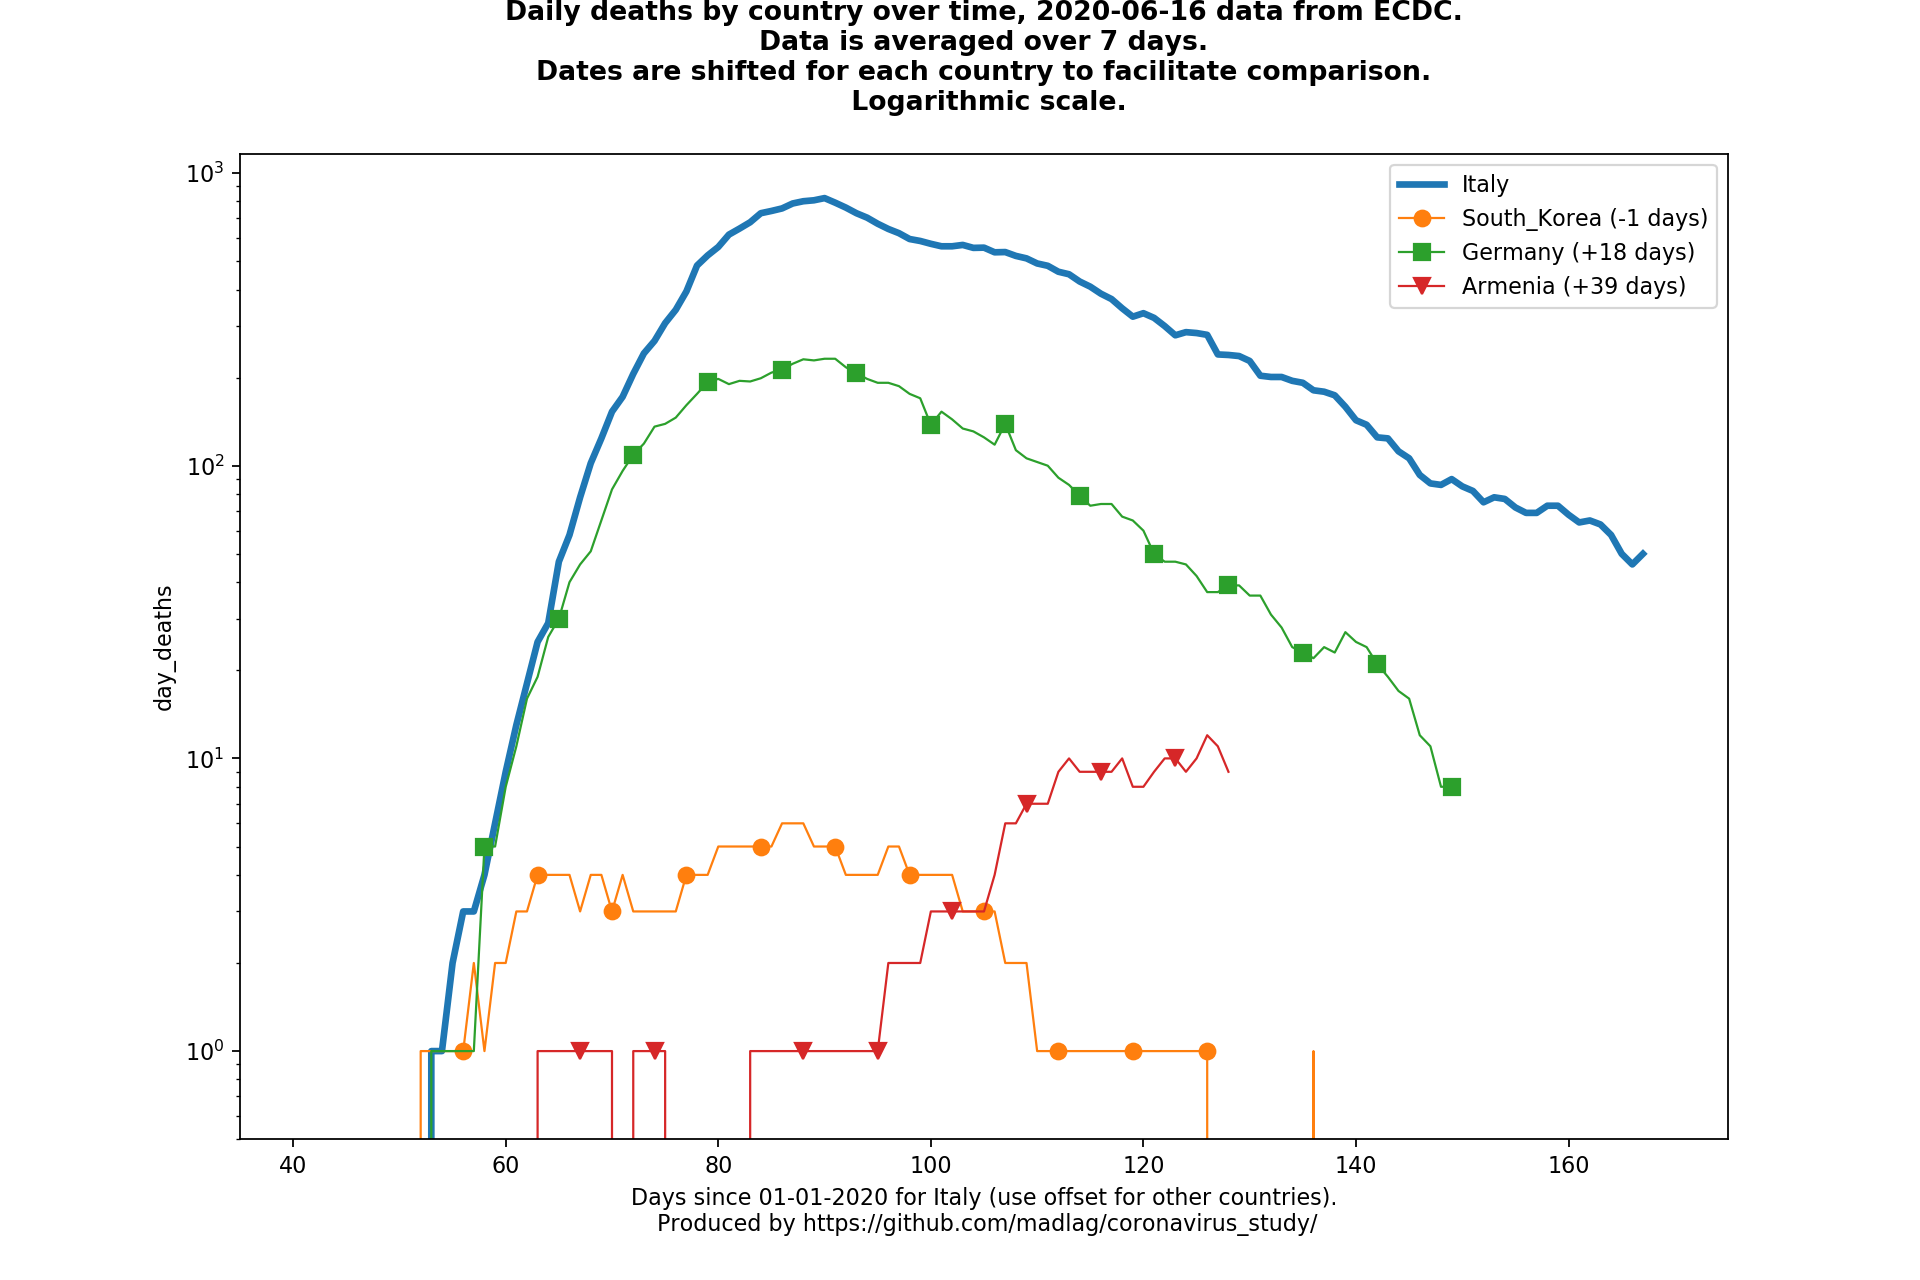 Daily deaths by country over time, 2020-06-16 data from ECDC.
Data is averaged over 7 days.
Dates are shifted for each country to facilitate comparison.
Logarithmic scale.
10³
10²
10¹
10⁰
day_deaths
Italy
South_Korea (-1 days)
Germany (+18 days)
Armenia (+39 days)
40 60 80 100 120 140 160
Days since 01-01-2020 for Italy (use offset for other countries).
Produced by https://github.com/madlag/coronavirus_study/